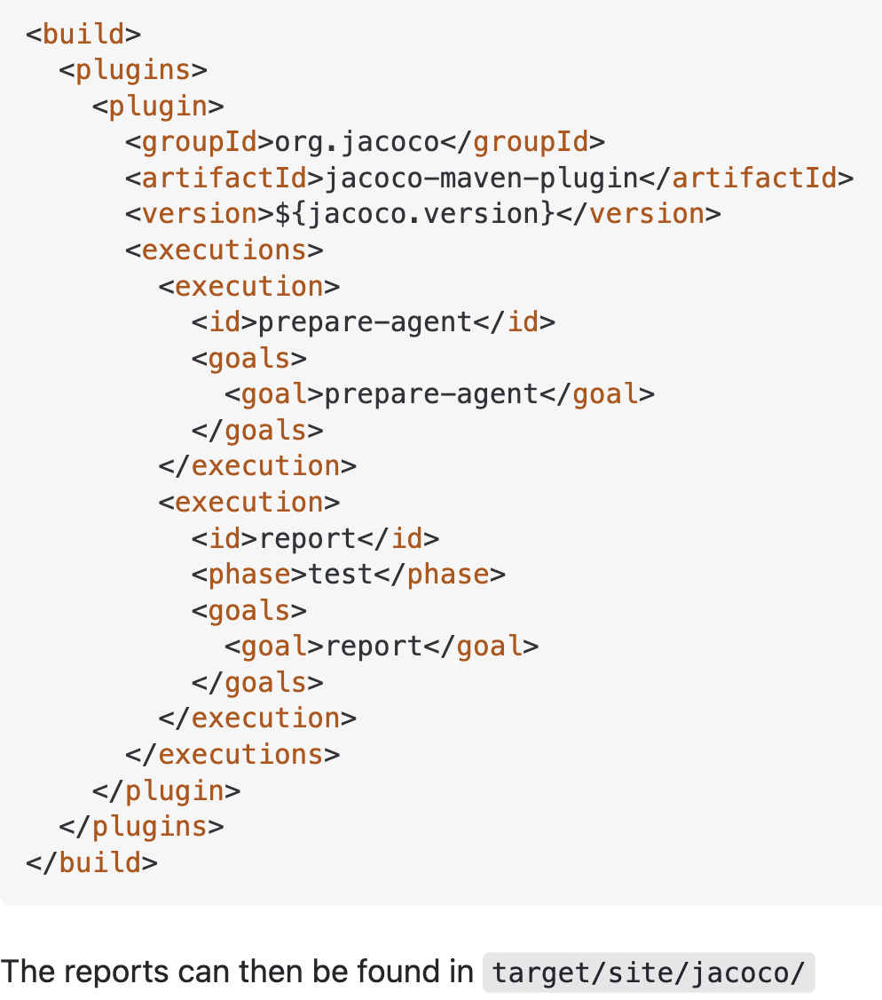 <build>
  <plugins>
    <plugin>
      <groupId>org.jacoco</groupId>
      <artifactId>jacoco-maven-plugin</artifactId>
      <version>${jacoco.version}</version>
      <executions>
        <execution>
          <id>prepare-agent</id>
          <goals>
            <goal>prepare-agent</goal>
          </goals>
        </execution>
        <execution>
          <id>report</id>
          <phase>test</phase>
          <goals>
            <goal>report</goal>
          </goals>
        </execution>
      </executions>
    </plugin>
  </plugins>
</build>
The reports can then be found in target/site/jacoco/